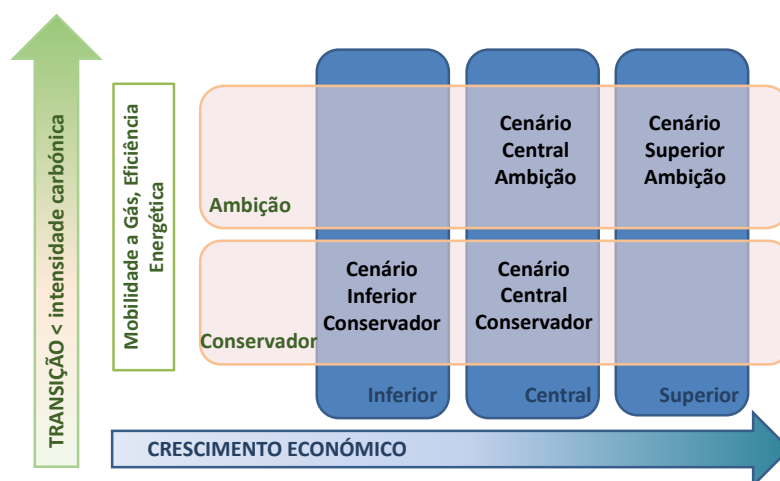 TRANSIÇÃO < intensidade carbónica
Mobilidade a Gás, Eficiência
Energética
Cenário
Central
Ambição
Cenário
Superior
Ambição
Ambição
Cenário
Inferior
Conservador
Cenário
Central
Conservador
Conservador
Inferior
Central
Superior
CRESCIMENTO ECONÓMICO